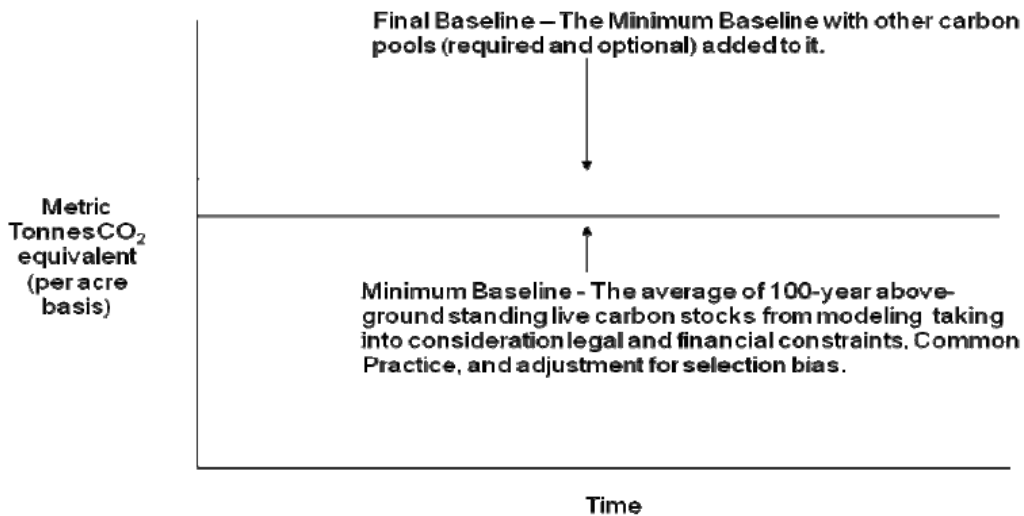 Final Baseline – The Minimum Baseline with other carbon
pools (required and optional) added to it.
Metric
Tonnes CO₂
equivalent
(per acre
basis)
Minimum Baseline - The average of 100-year above-
ground standing live carbon stocks from modeling taking
into consideration legal and financial constraints, Common
Practice, and adjustment for selection bias.
Time